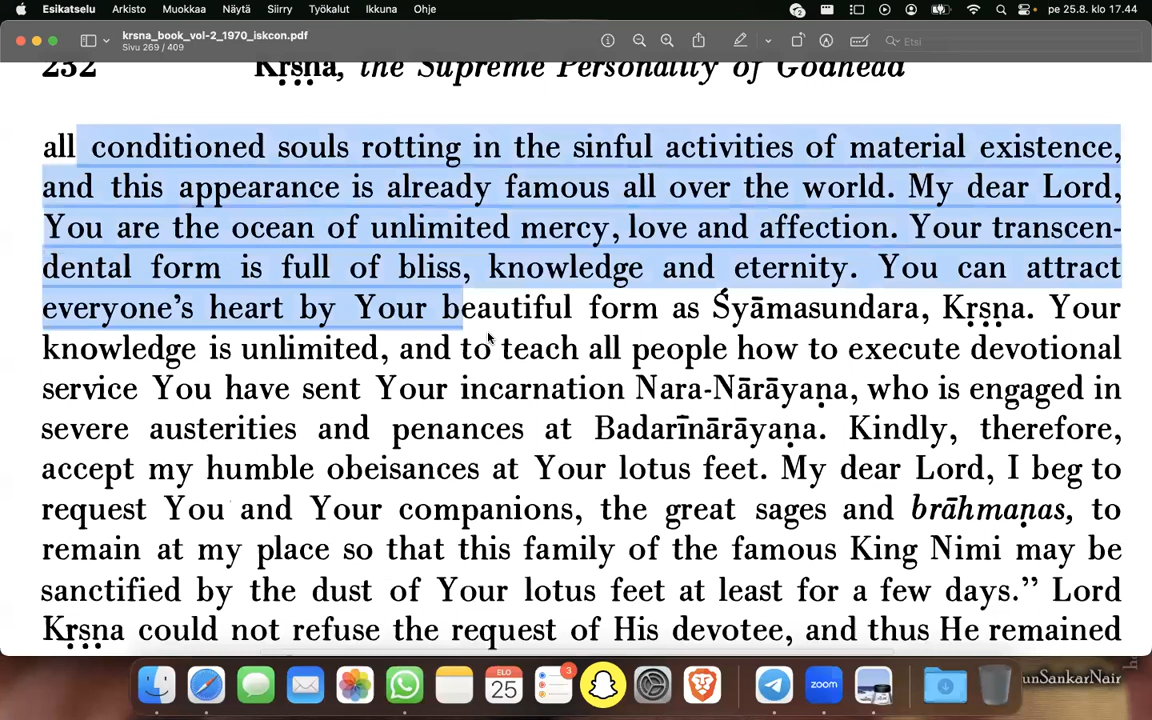 Esikatselu Arkisto Muokkaa Näytä Siirry Työkalut Ikkuna Ohje pe 25.8. klo 17.44
krsna_book_vol-2_1970_iskcon.pdf
Sivu 269 / 409
Etsi
232 Kṛṣṇa, the Supreme Personality of Godhead
all conditioned souls rotting in the sinful activities of material existence,
and this appearance is already famous all over the world. My dear Lord,
You are the ocean of unlimited mercy, love and affection. Your transcen-
dental form is full of bliss, knowledge and eternity. You can attract
everyone's heart by Your beautiful form as Śyāmasundara, Kṛṣṇa. Your
knowledge is unlimited, and to teach all people how to execute devotional
service You have sent Your incarnation Nara-Nārāyaṇa, who is engaged in
severe austerities and penances at Badarīnārāyaṇa. Kindly, therefore,
accept my humble obeisances at Your lotus feet. My dear Lord, I beg to
request You and Your companions, the great sages and brāhmaṇas, to
remain at my place so that this family of the famous King Nimi may be
sanctified by the dust of Your lotus feet at least for a few days." Lord
Kṛṣṇa could not refuse the request of His devotee, and thus He remained
ELO
25
3
zoom
unSankarNair